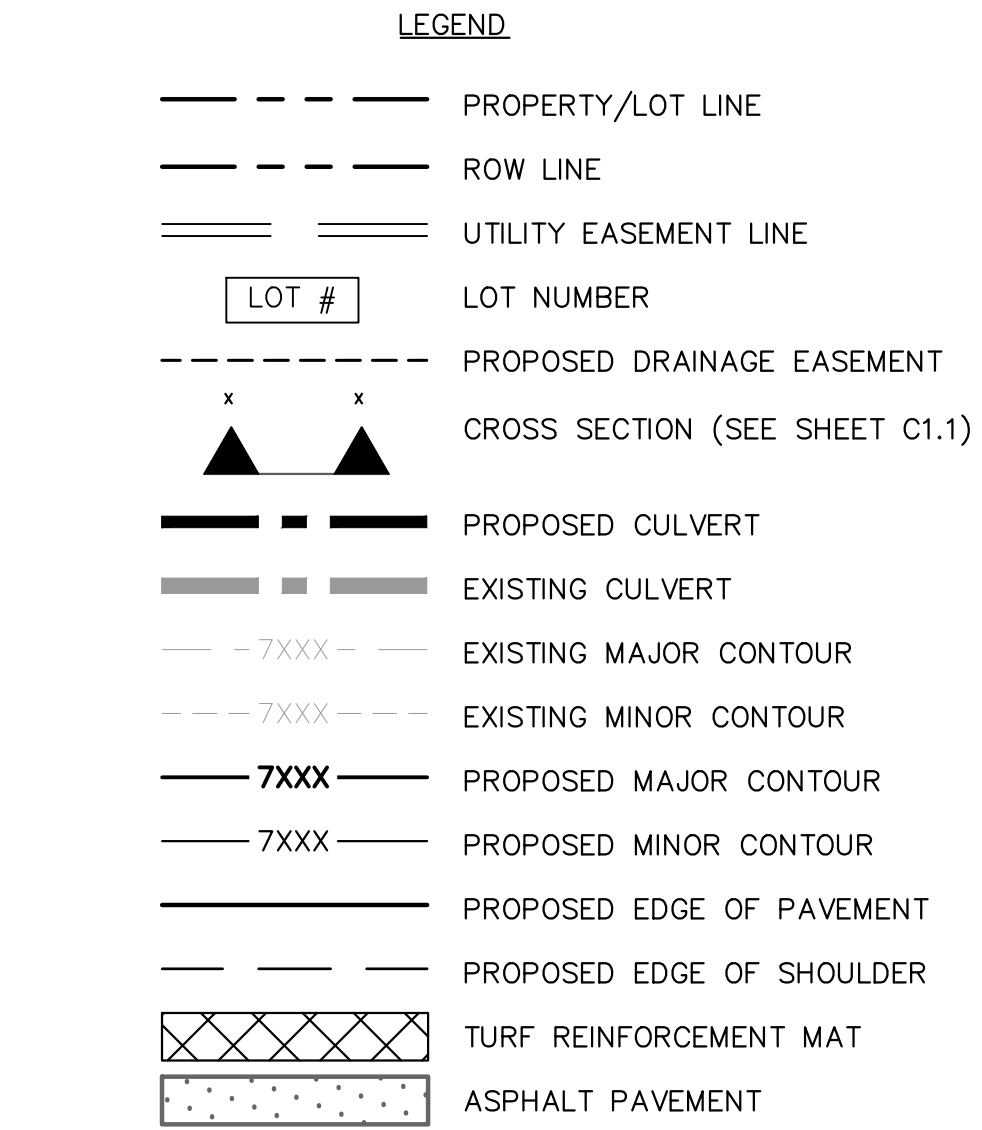 LEGEND
PROPERTY/LOT LINE
ROW LINE
UTILITY EASEMENT LINE
LOT # LOT NUMBER
PROPOSED DRAINAGE EASEMENT
x x
CROSS SECTION (SEE SHEET C1.1)
PROPOSED CULVERT
EXISTING CULVERT
7XXX EXISTING MAJOR CONTOUR
7XXX EXISTING MINOR CONTOUR
7XXX PROPOSED MAJOR CONTOUR
7XXX PROPOSED MINOR CONTOUR
PROPOSED EDGE OF PAVEMENT
PROPOSED EDGE OF SHOULDER
TURF REINFORCEMENT MAT
ASPHALT PAVEMENT